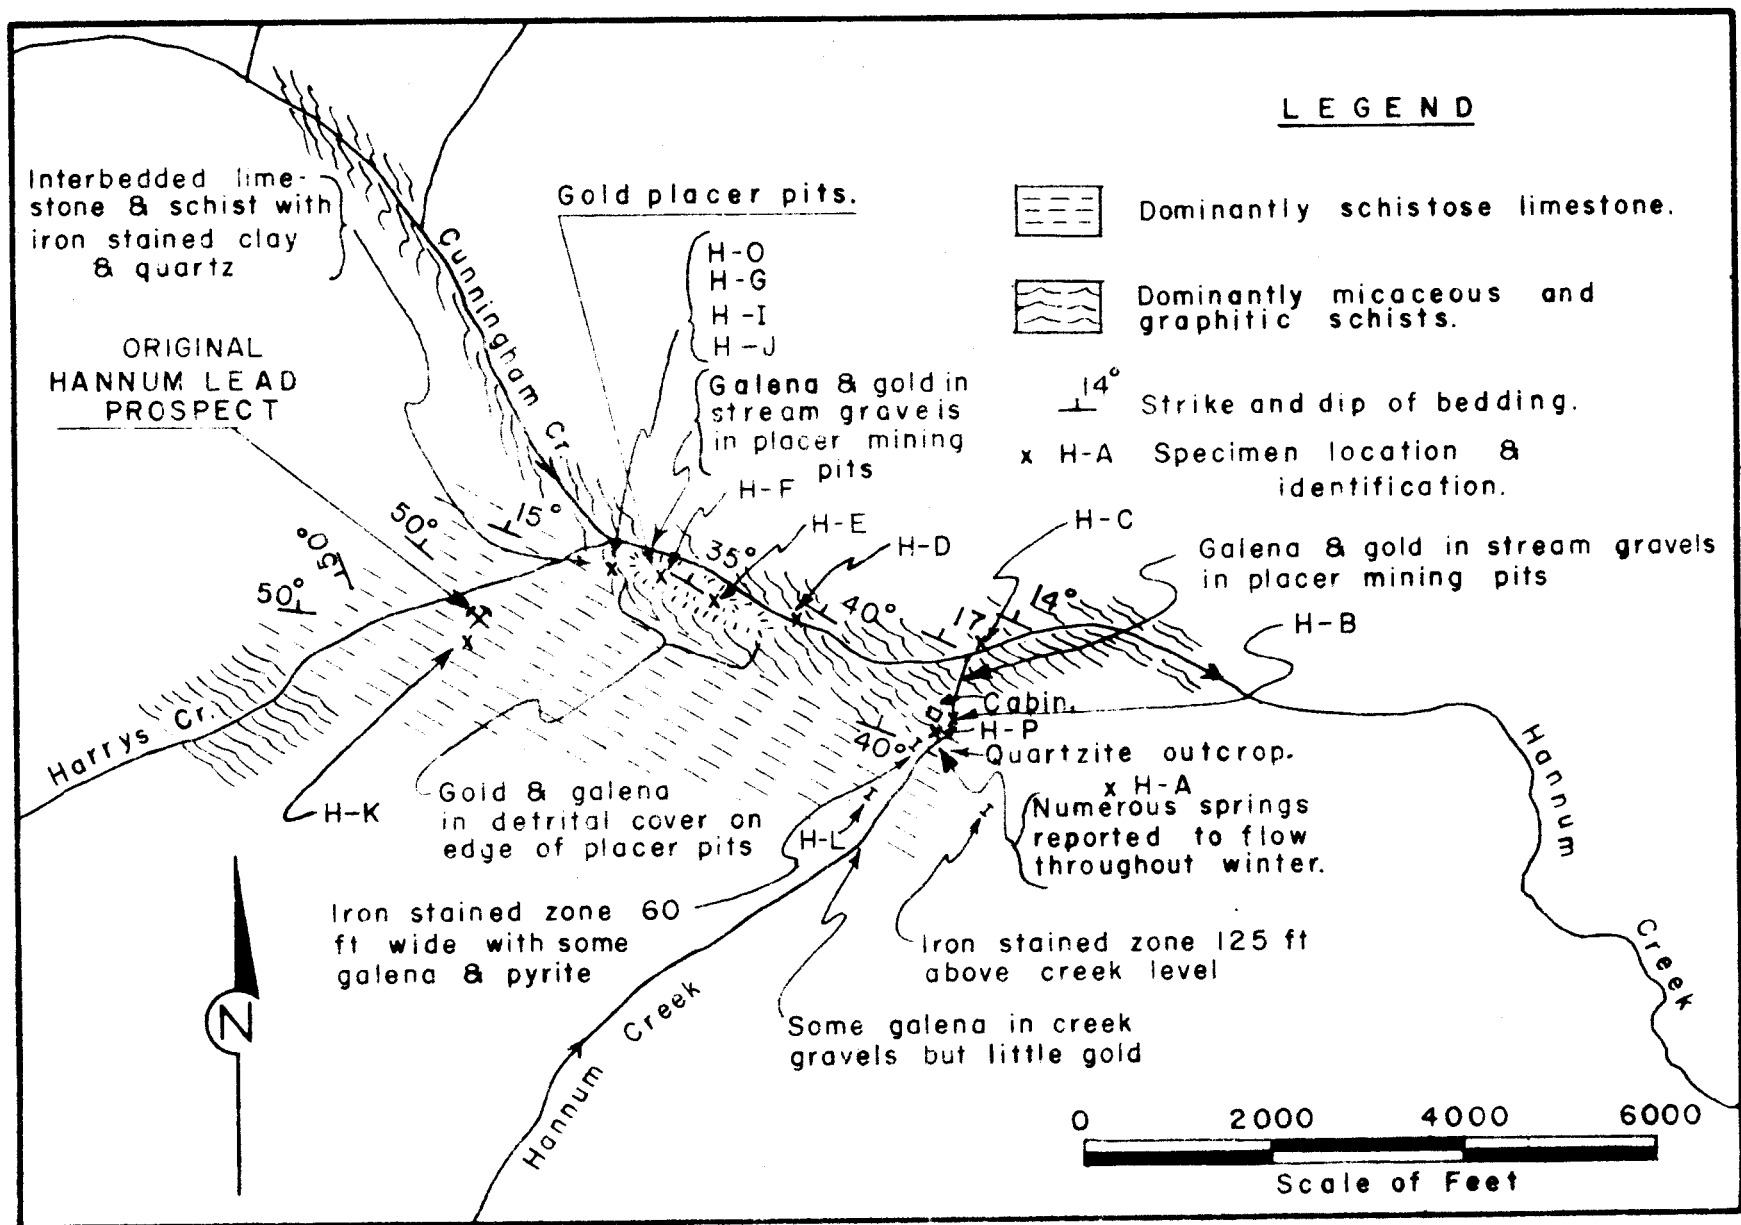 LEGEND
Dominantly schistose limestone.
Dominantly micaceous and
graphitic schists.
14°
Strike and dip of bedding.
x H-A Specimen location &
identification.
Interbedded lime-
stone & schist with
iron stained clay
& quartz
Gold placer pits.
H-O
H-G
H-I
H-J
Cunningham Cr.
ORIGINAL
HANNUM LEAD
PROSPECT
Galena & gold in
stream gravels
in placer mining
pits
H-F
H-E
H-D
H-C
Galena & gold in stream gravels
in placer mining pits
H-B
50°
50°
50°
15°
35°
40°
17
14°
40°
Harrys Cr.
H-K
Cabin.
H-P
Quartzite outcrop.
x H-A
Numerous springs
reported to flow
throughout winter.
Gold & galena
in detrital cover on
edge of placer pits
H-L
Iron stained zone 60
ft wide with some
galena & pyrite
Iron stained zone 125 ft
above creek level
Some galena in creek
gravels but little gold
Hannum Creek
Hannum Creek
N
0 2000 4000 6000
Scale of Feet